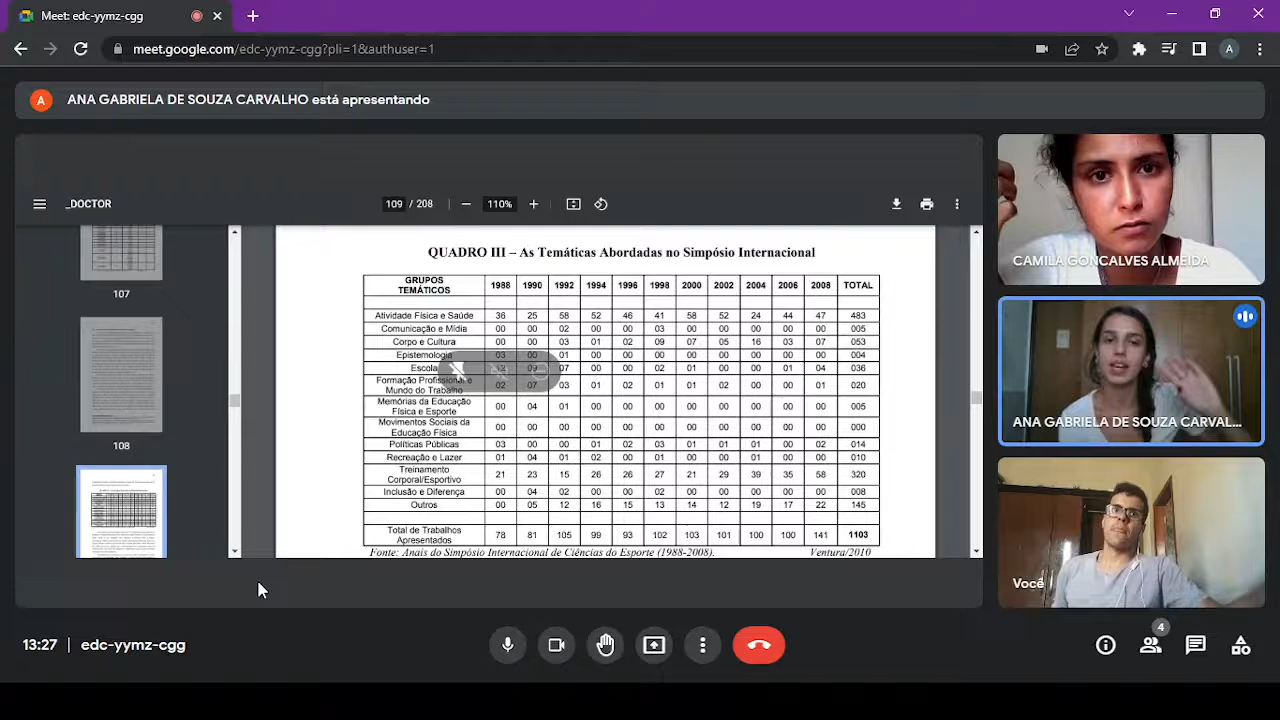 Meet: edc-yymz-cgg
meet.google.com/edc-yymz-cgg?pli=1&authuser=1
A
A ANA GABRIELA DE SOUZA CARVALHO está apresentando
_DOCTOR 109 / 208 110%
107
108
QUADRO III – As Temáticas Abordadas no Simpósio Internacional
GRUPOS TEMÁTICOS 1988 1990 1992 1994 1996 1998 2000 2002 2004 2006 2008 TOTAL
Atividade Física e Saúde 36 25 58 52 46 41 58 52 24 44 47 483
Comunicação e Mídia 00 00 02 00 00 03 00 00 00 00 00 005
Corpo e Cultura 00 00 03 01 02 09 07 05 16 03 07 053
Epistemologia 03 00 01 00 00 00 00 00 00 00 00 004
Escola 09 07 00 00 02 01 00 00 01 04 036
Formação Profissional e Mundo do Trabalho 02 07 03 01 02 01 01 02 00 00 01 020
Memórias da Educação Física e Esporte 00 04 01 00 00 00 00 00 00 00 00 005
Movimentos Sociais da Educação Física 00 00 00 00 00 00 00 00 00 00 00 000
Políticas Públicas 03 00 00 01 02 03 01 01 01 00 02 014
Recreação e Lazer 01 04 01 02 00 01 00 00 01 00 00 010
Treinamento Corporal/Esportivo 21 23 15 26 26 27 21 29 39 35 58 320
Inclusão e Diferença 00 04 02 00 00 02 00 00 00 00 00 008
Outros 00 05 12 16 15 13 14 12 19 17 22 145
Total de Trabalhos Apresentados 78 81 105 99 93 102 103 101 100 100 141 1103
Fonte: Anais do Simpósio Internacional de Ciências do Esporte (1988-2008). Ventura/2010
CAMILA GONCALVES ALMEIDA
ANA GABRIELA DE SOUZA CARVAL...
Você
13:27 | edc-yymz-cgg
4